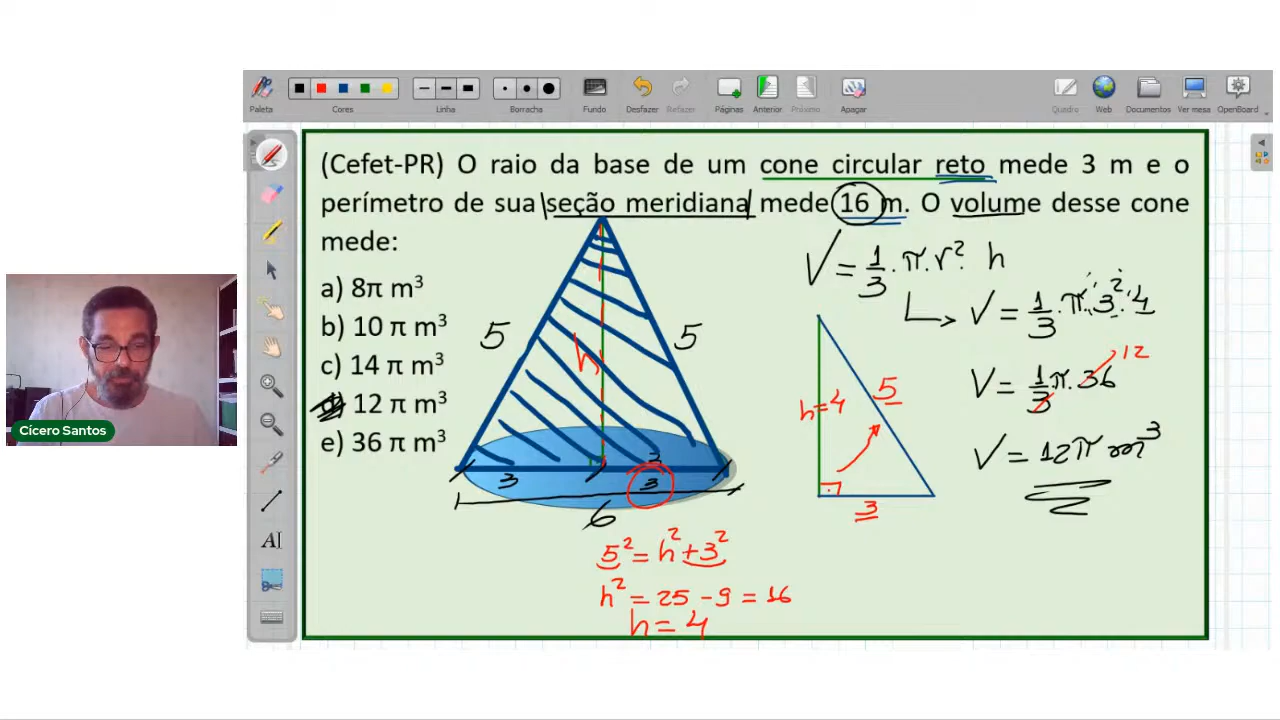 Paleta Cores Linha Borracha Fundo Desfazer Refazer Páginas Anterior Próximo Apagar Quadro Web Documentos Ver mesa OpenBoard
(Cefet-PR) O raio da base de um cone circular reto mede 3 m e o
perímetro de sua seção meridiana mede 16 m. O volume desse cone
mede:
a) 8π m³
b) 10 π m³
c) 14 π m³
d) 12 π m³
e) 36 π m³
5
5
h
3
3
3
6
5² = h² + 3²
h² = 25 - 9 = 16
h = 4
h=4
5
3
V = 1/3 . π . r² . h
V = 1/3 . π . 3² . 4
V = 1/3 π . 36
12
V = 12π m³
AI
Cícero Santos